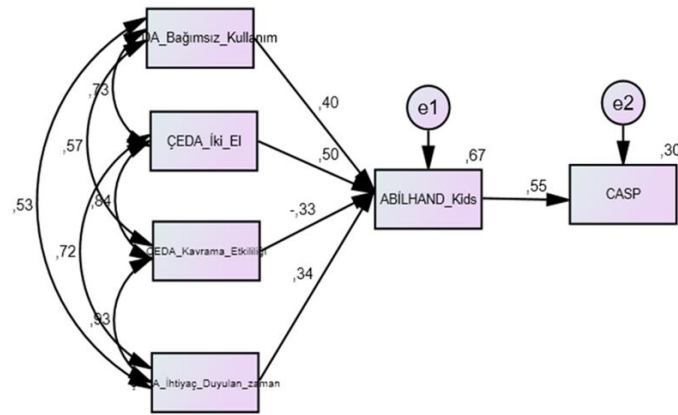 DA_Bağımsız_Kullanım
,73
,40
e1
e2
,57
ÇEDA_İki_El
,50
,67
,30
,53
,84
ABİLHAND_Kids
,55
CASP
,72
-,33
ÇEDA_Kavrama_Etkililiği
,34
,93
A_İhtiyaç_Duyulan_zaman